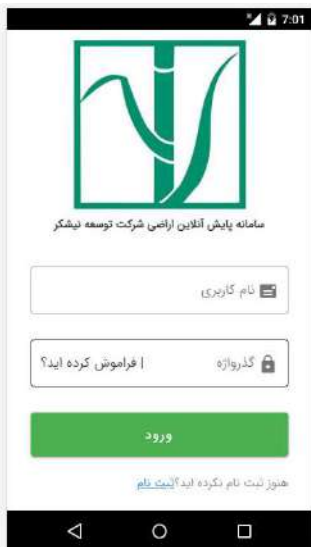 7:01
سامانه پایش آنلاین اراضی شرکت توسعه نیشکر
نام کاربری
گذرواژه | فراموش کرده اید؟
ورود
هنوز ثبت نام نکرده اید؟ثبت نام